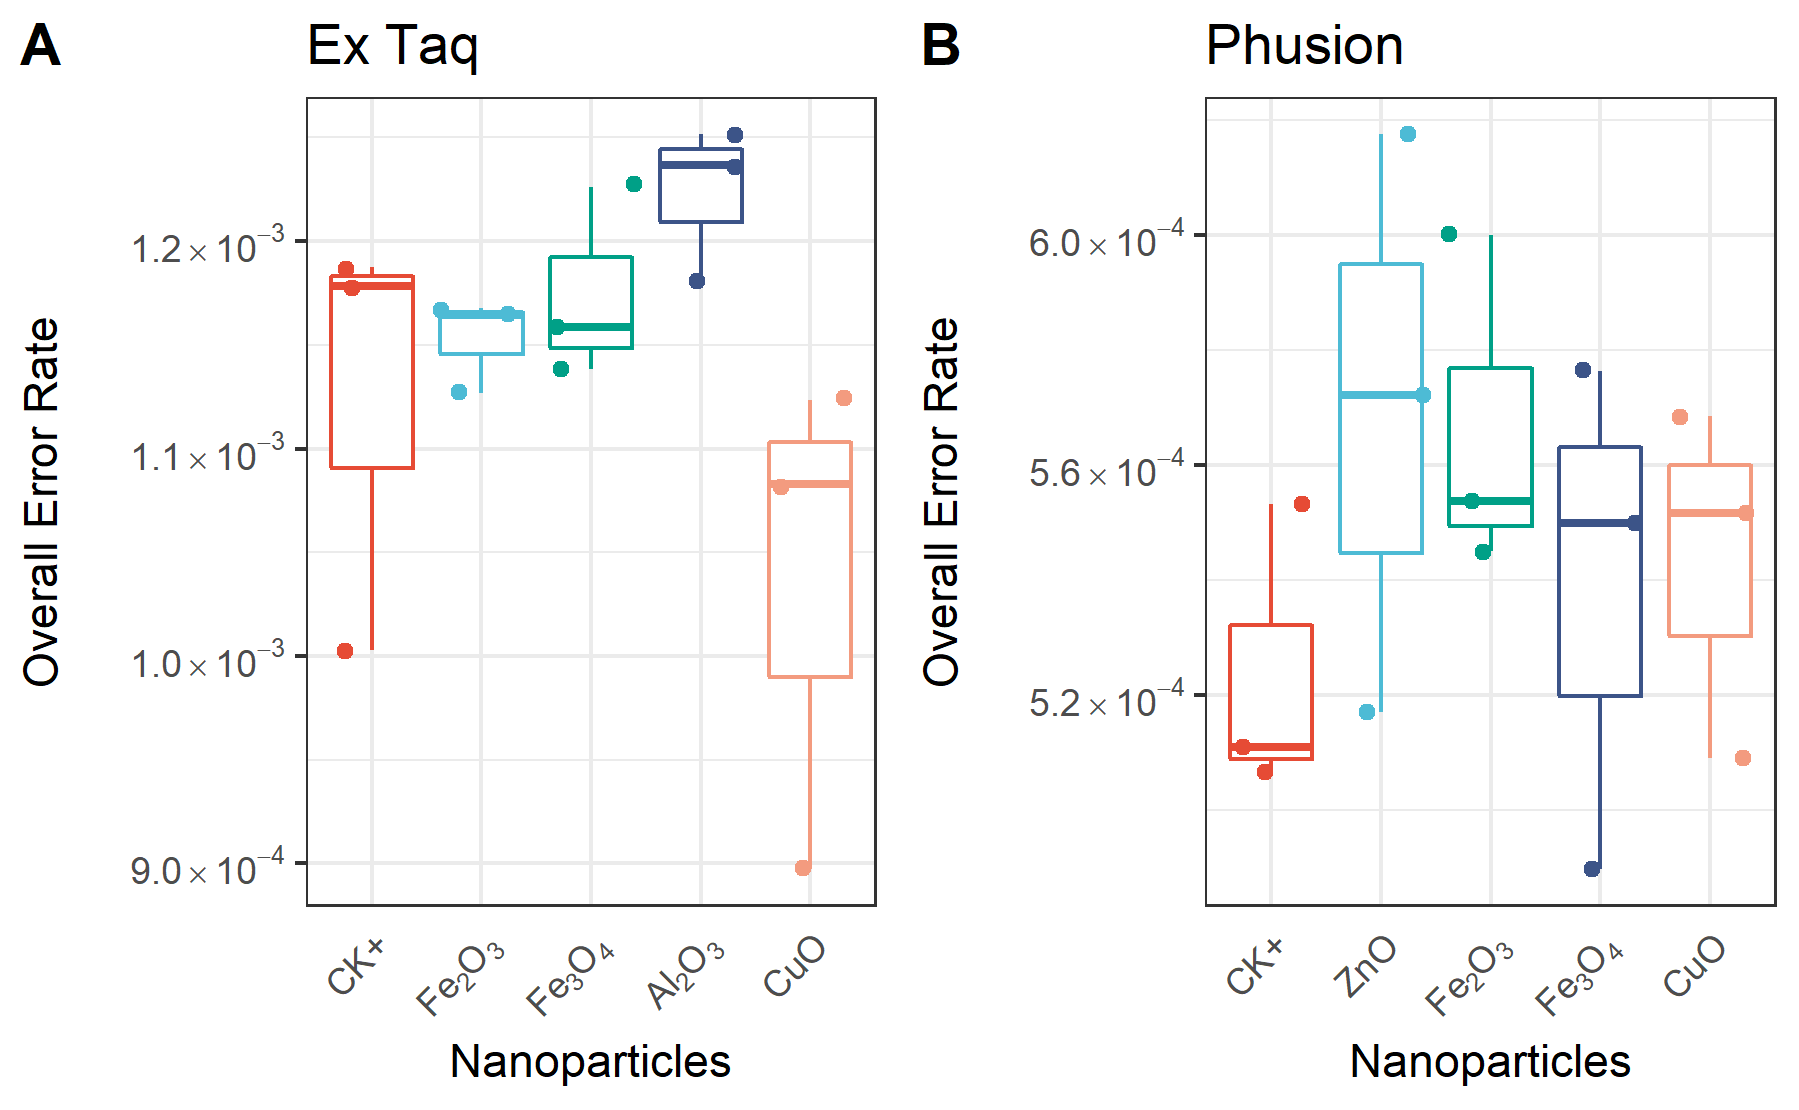 A
Ex Taq
Overall Error Rate
1.2 × 10⁻³
1.1 × 10⁻³
1.0 × 10⁻³
9.0 × 10⁻⁴
CK+
Fe₂O₃
Fe₃O₄
Al₂O₃
CuO
Nanoparticles
B
Phusion
Overall Error Rate
6.0 × 10⁻⁴
5.6 × 10⁻⁴
5.2 × 10⁻⁴
CK+
ZnO
Fe₂O₃
Fe₃O₄
CuO
Nanoparticles